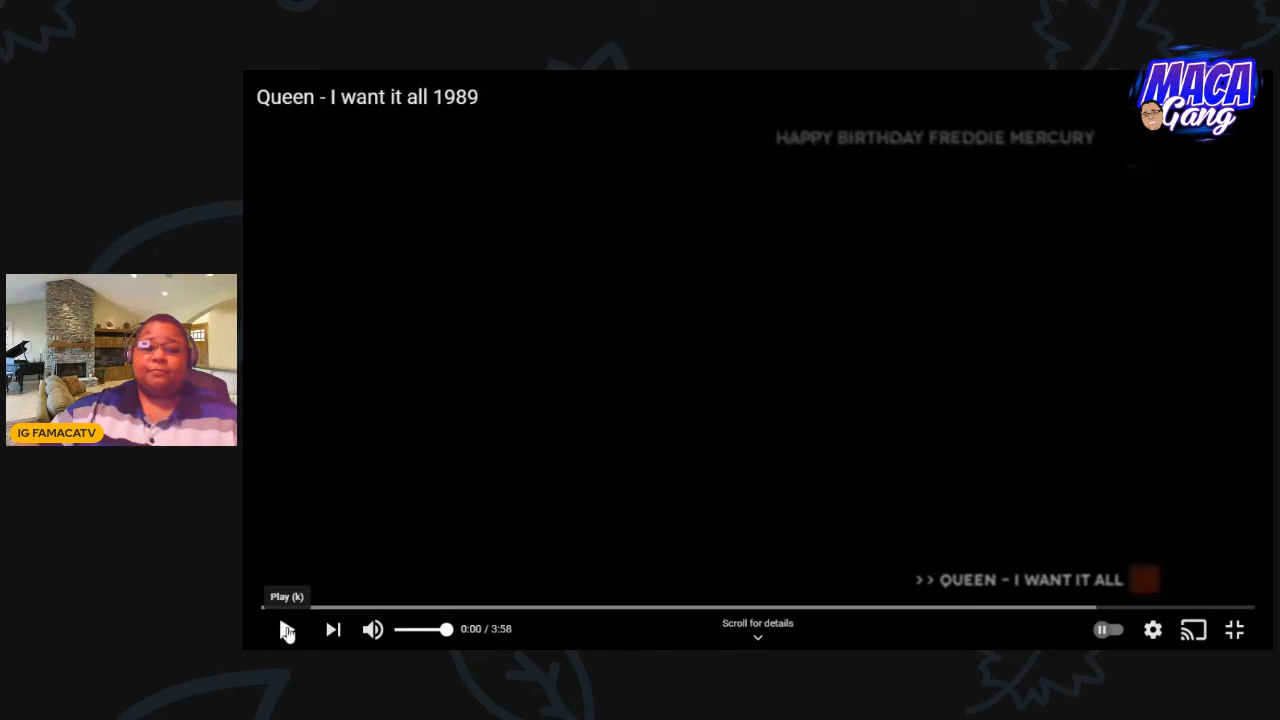 Queen - I want it all 1989
MACA
Gang
HAPPY BIRTHDAY FREDDIE MERCURY
IG FAMACATV
>> QUEEN - I WANT IT ALL
Play (k)
0:00 / 3:58
Scroll for details